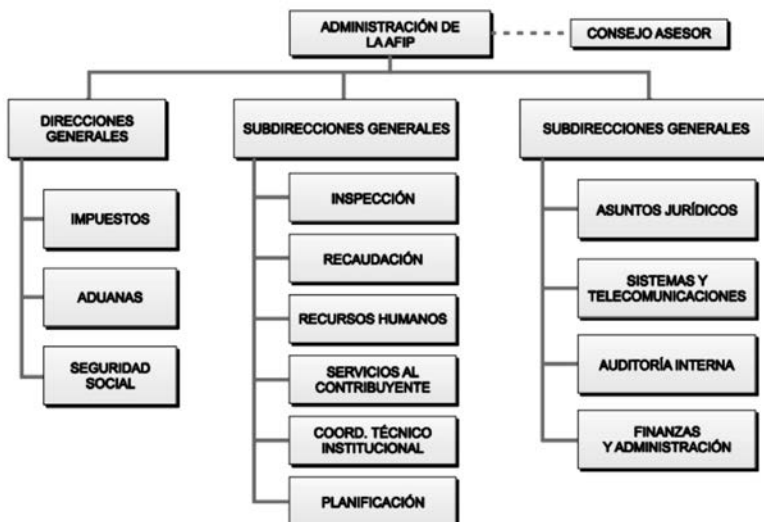 ADMINISTRACIÓN DE
LA AFIP
CONSEJO ASESOR
DIRECCIONES
GENERALES
IMPUESTOS
ADUANAS
SEGURIDAD
SOCIAL
SUBDIRECCIONES GENERALES
INSPECCIÓN
RECAUDACIÓN
RECURSOS HUMANOS
SERVICIOS AL
CONTRIBUYENTE
COORD. TÉCNICO
INSTITUCIONAL
PLANIFICACIÓN
SUBDIRECCIONES GENERALES
ASUNTOS JURÍDICOS
SISTEMAS Y
TELECOMUNICACIONES
AUDITORÍA INTERNA
FINANZAS
Y ADMINISTRACIÓN